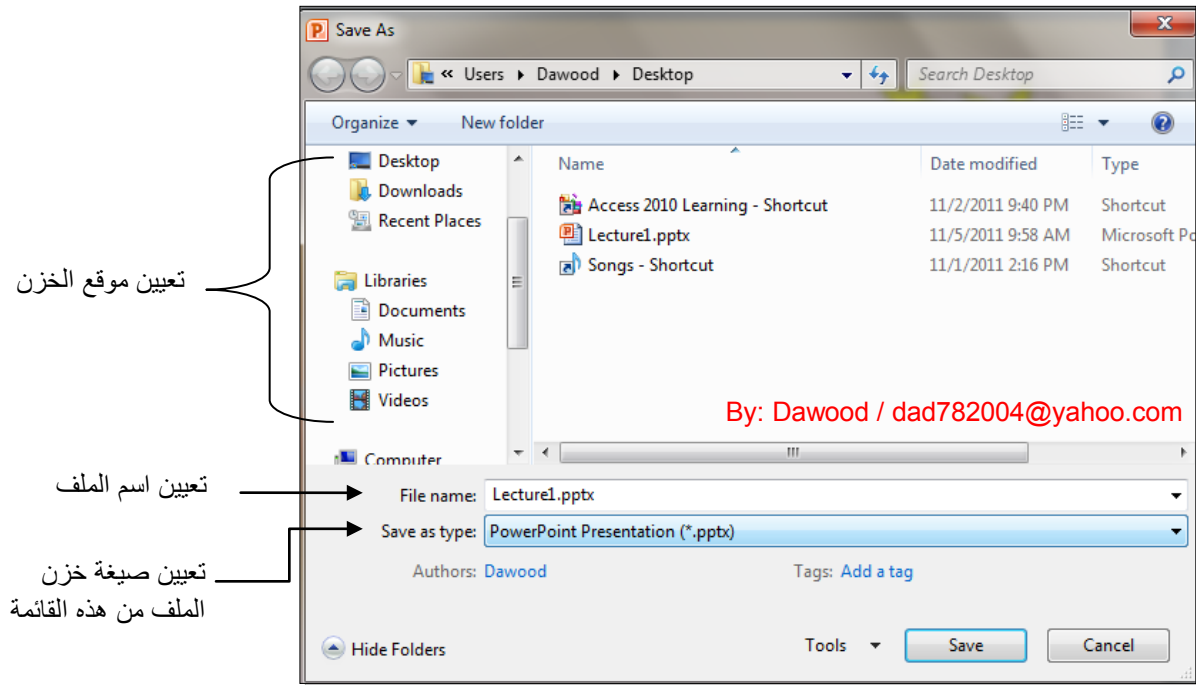 Save As
« Users ▸ Dawood ▸ Desktop
Search Desktop
Organize
New folder
Desktop
Downloads
Recent Places
Libraries
Documents
Music
Pictures
Videos
Computer
Name
Date modified
Type
Access 2010 Learning - Shortcut
11/2/2011 9:40 PM
Shortcut
Lecture1.pptx
11/5/2011 9:58 AM
Microsoft Po
Songs - Shortcut
11/1/2011 2:16 PM
Shortcut
By: Dawood / dad782004@yahoo.com
تعيين موقع الخزن
تعيين اسم الملف
File name: Lecture1.pptx
Save as type: PowerPoint Presentation (*.pptx)
تعيين صيغة خزن
الملف من هذه القائمة
Authors: Dawood
Tags: Add a tag
Hide Folders
Tools
Save
Cancel